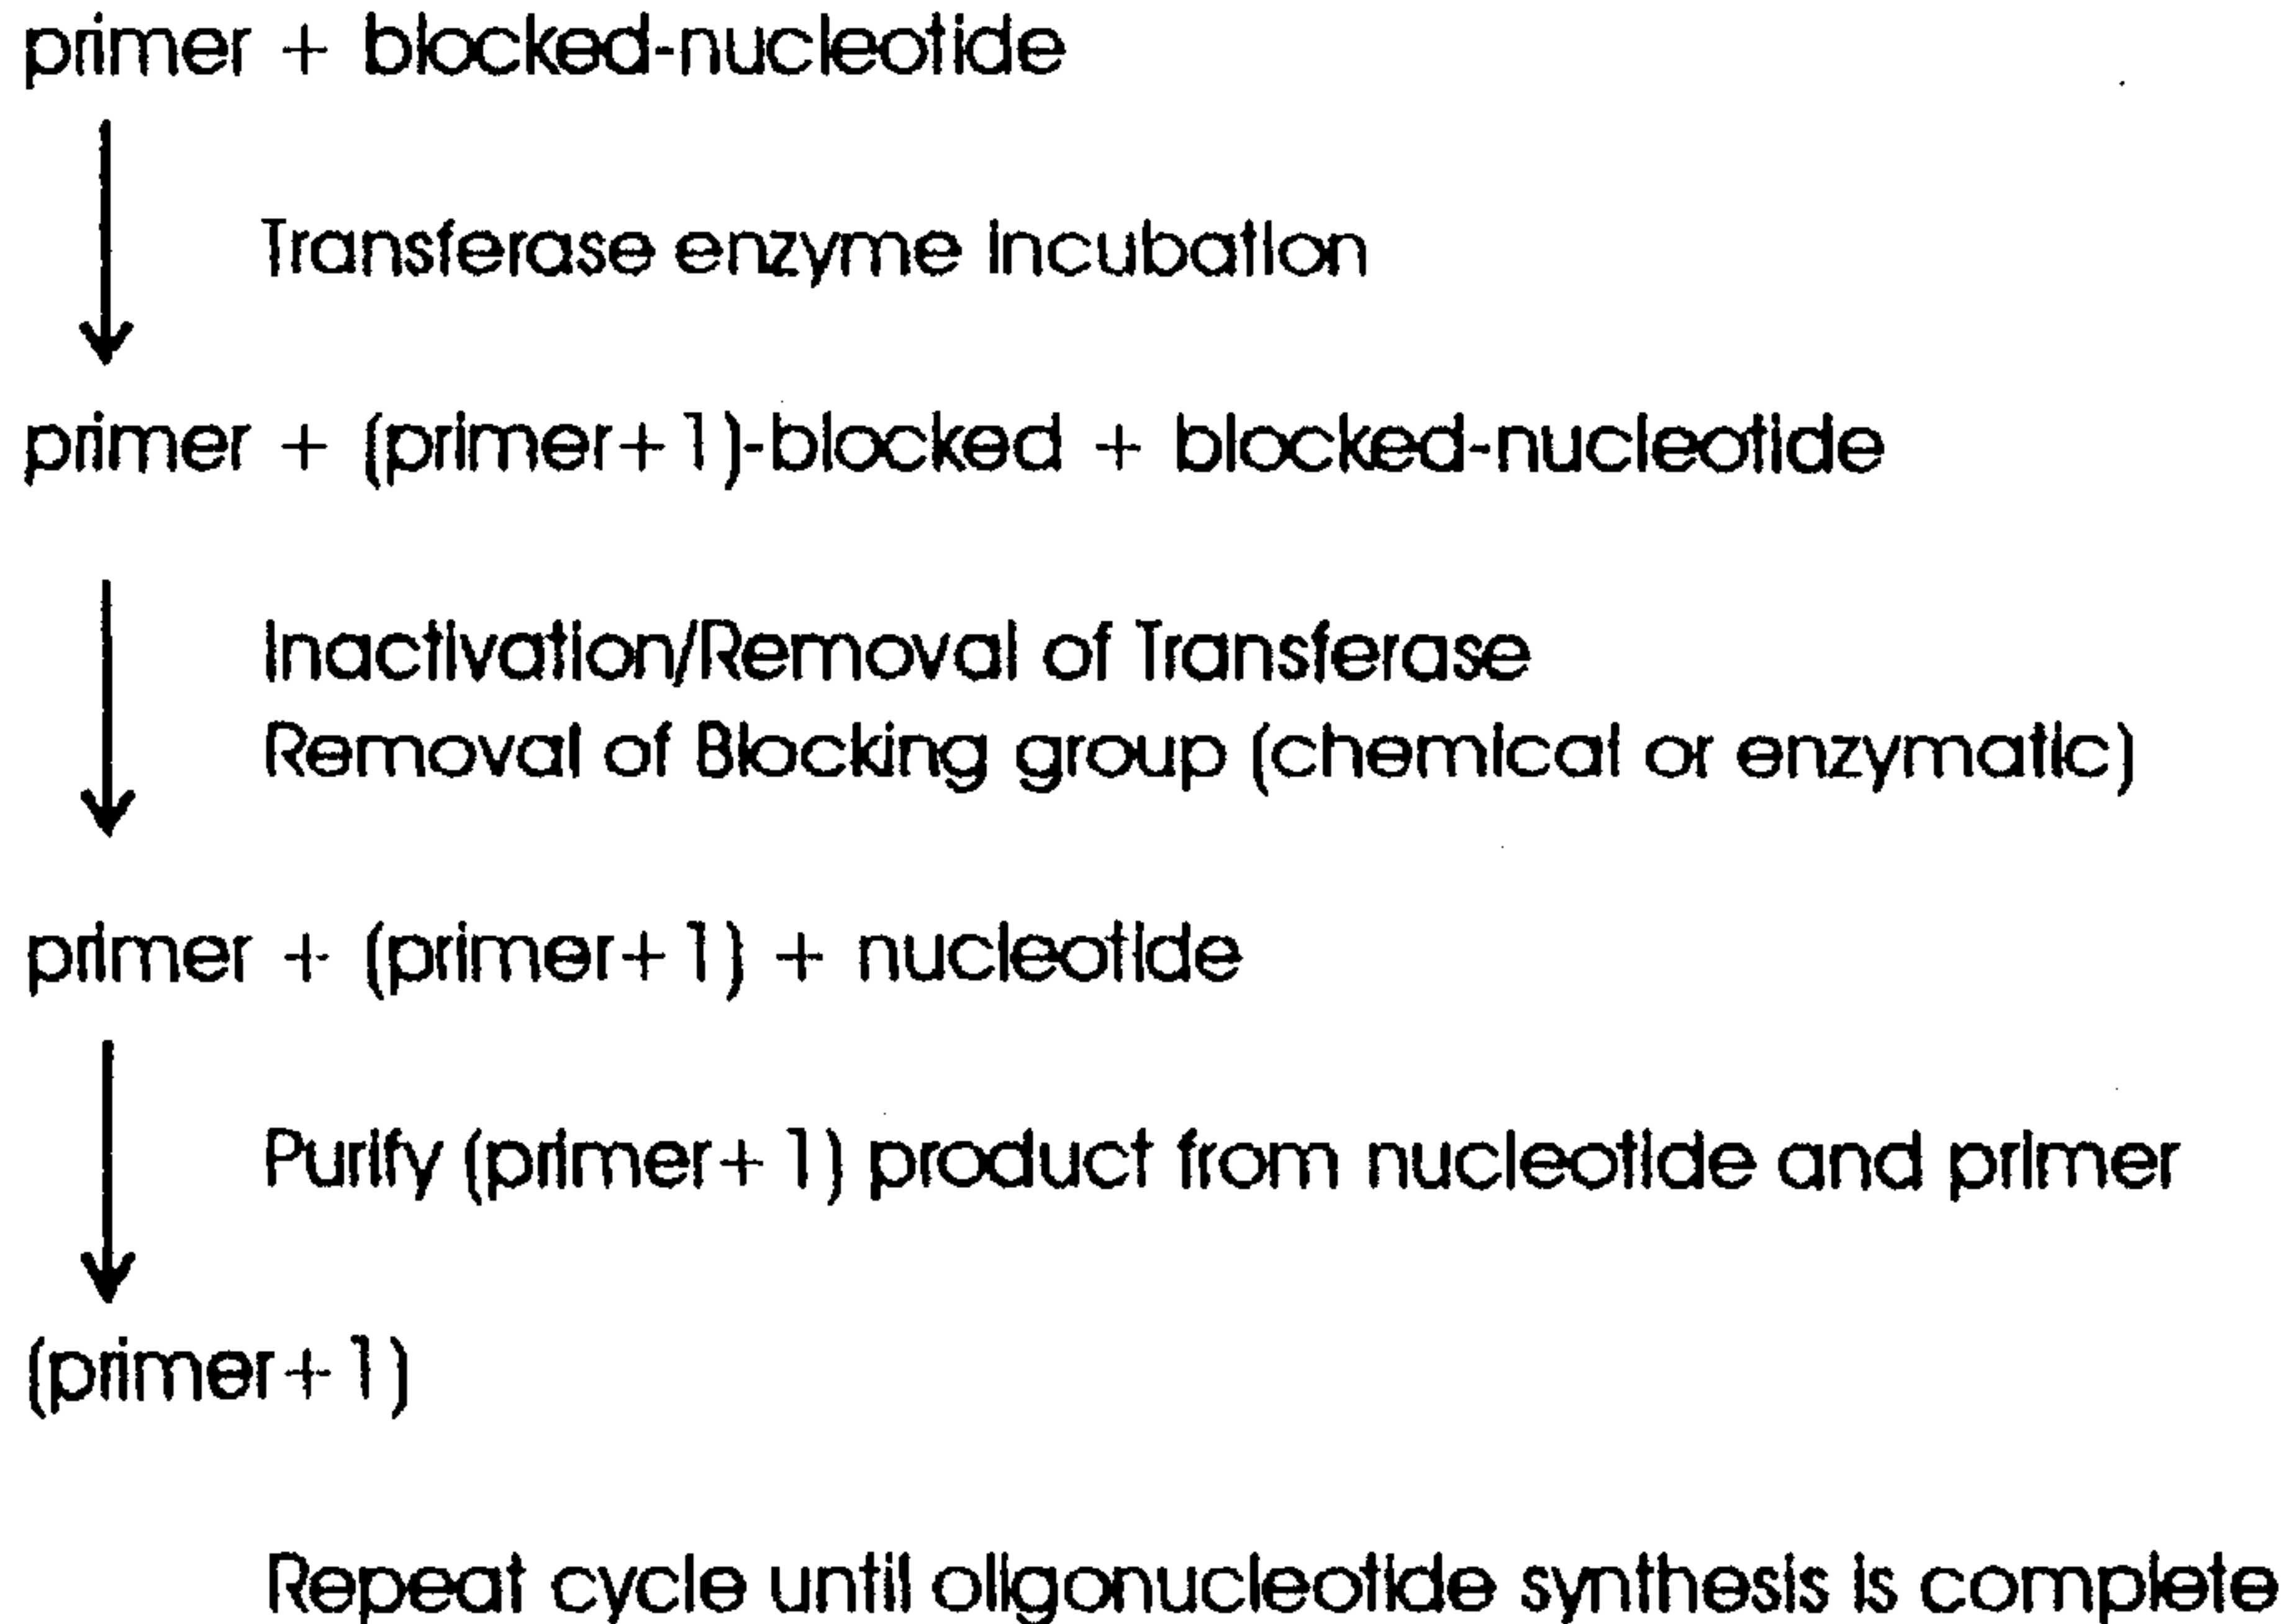 primer + blocked-nucleotide
Transferase enzyme incubation
primer + (primer+1)-blocked + blocked-nucleotide
Inactivation/Removal of Transferase
Removal of Blocking group (chemical or enzymatic)
primer + (primer+1) + nucleotide
Purify (primer+1) product from nucleotide and primer
(primer+1)
Repeat cycle until oligonucleotide synthesis is complete